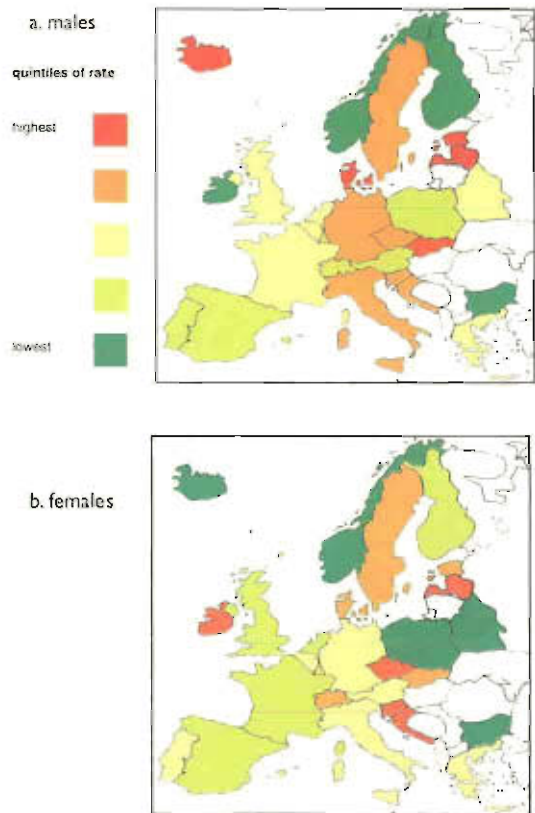 a. males
quintiles of rate
highest
lowest
b. females